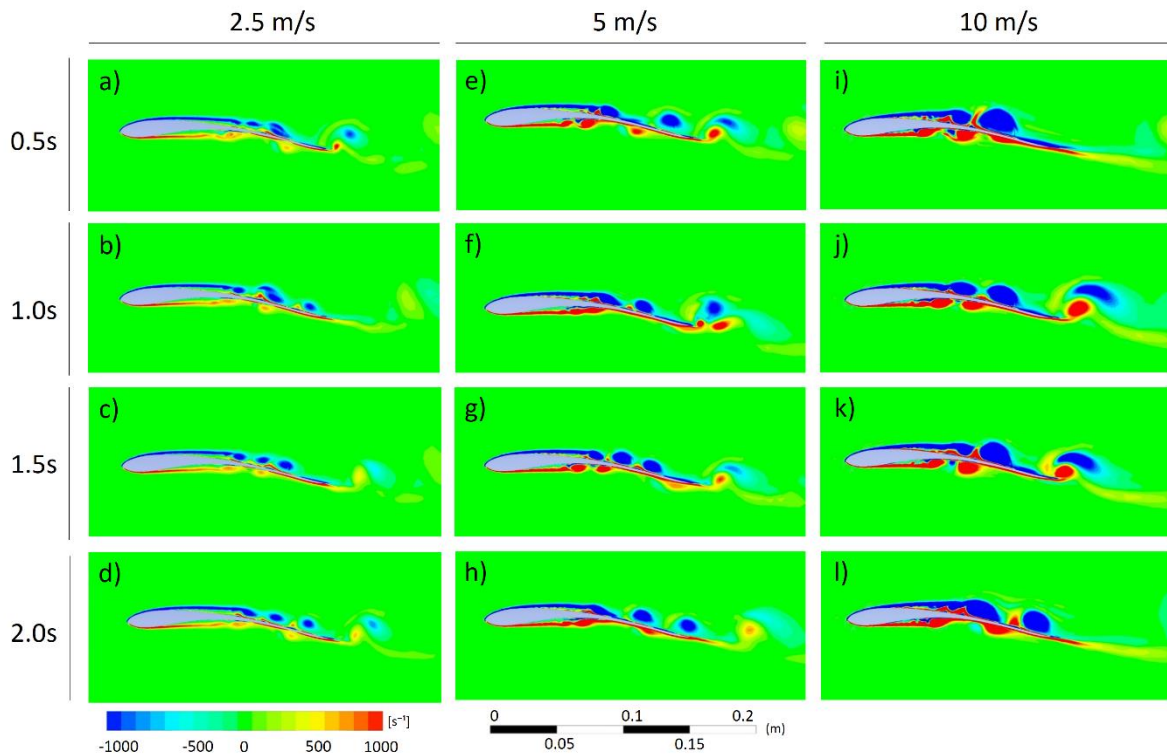 2.5 m/s 5 m/s 10 m/s
0.5s a) e) i)
1.0s b) f) j)
1.5s c) g) k)
2.0s d) h) l)
[s⁻¹]
-1000 -500 0 500 1000
0 0.1 0.2
(m)
0.05 0.15